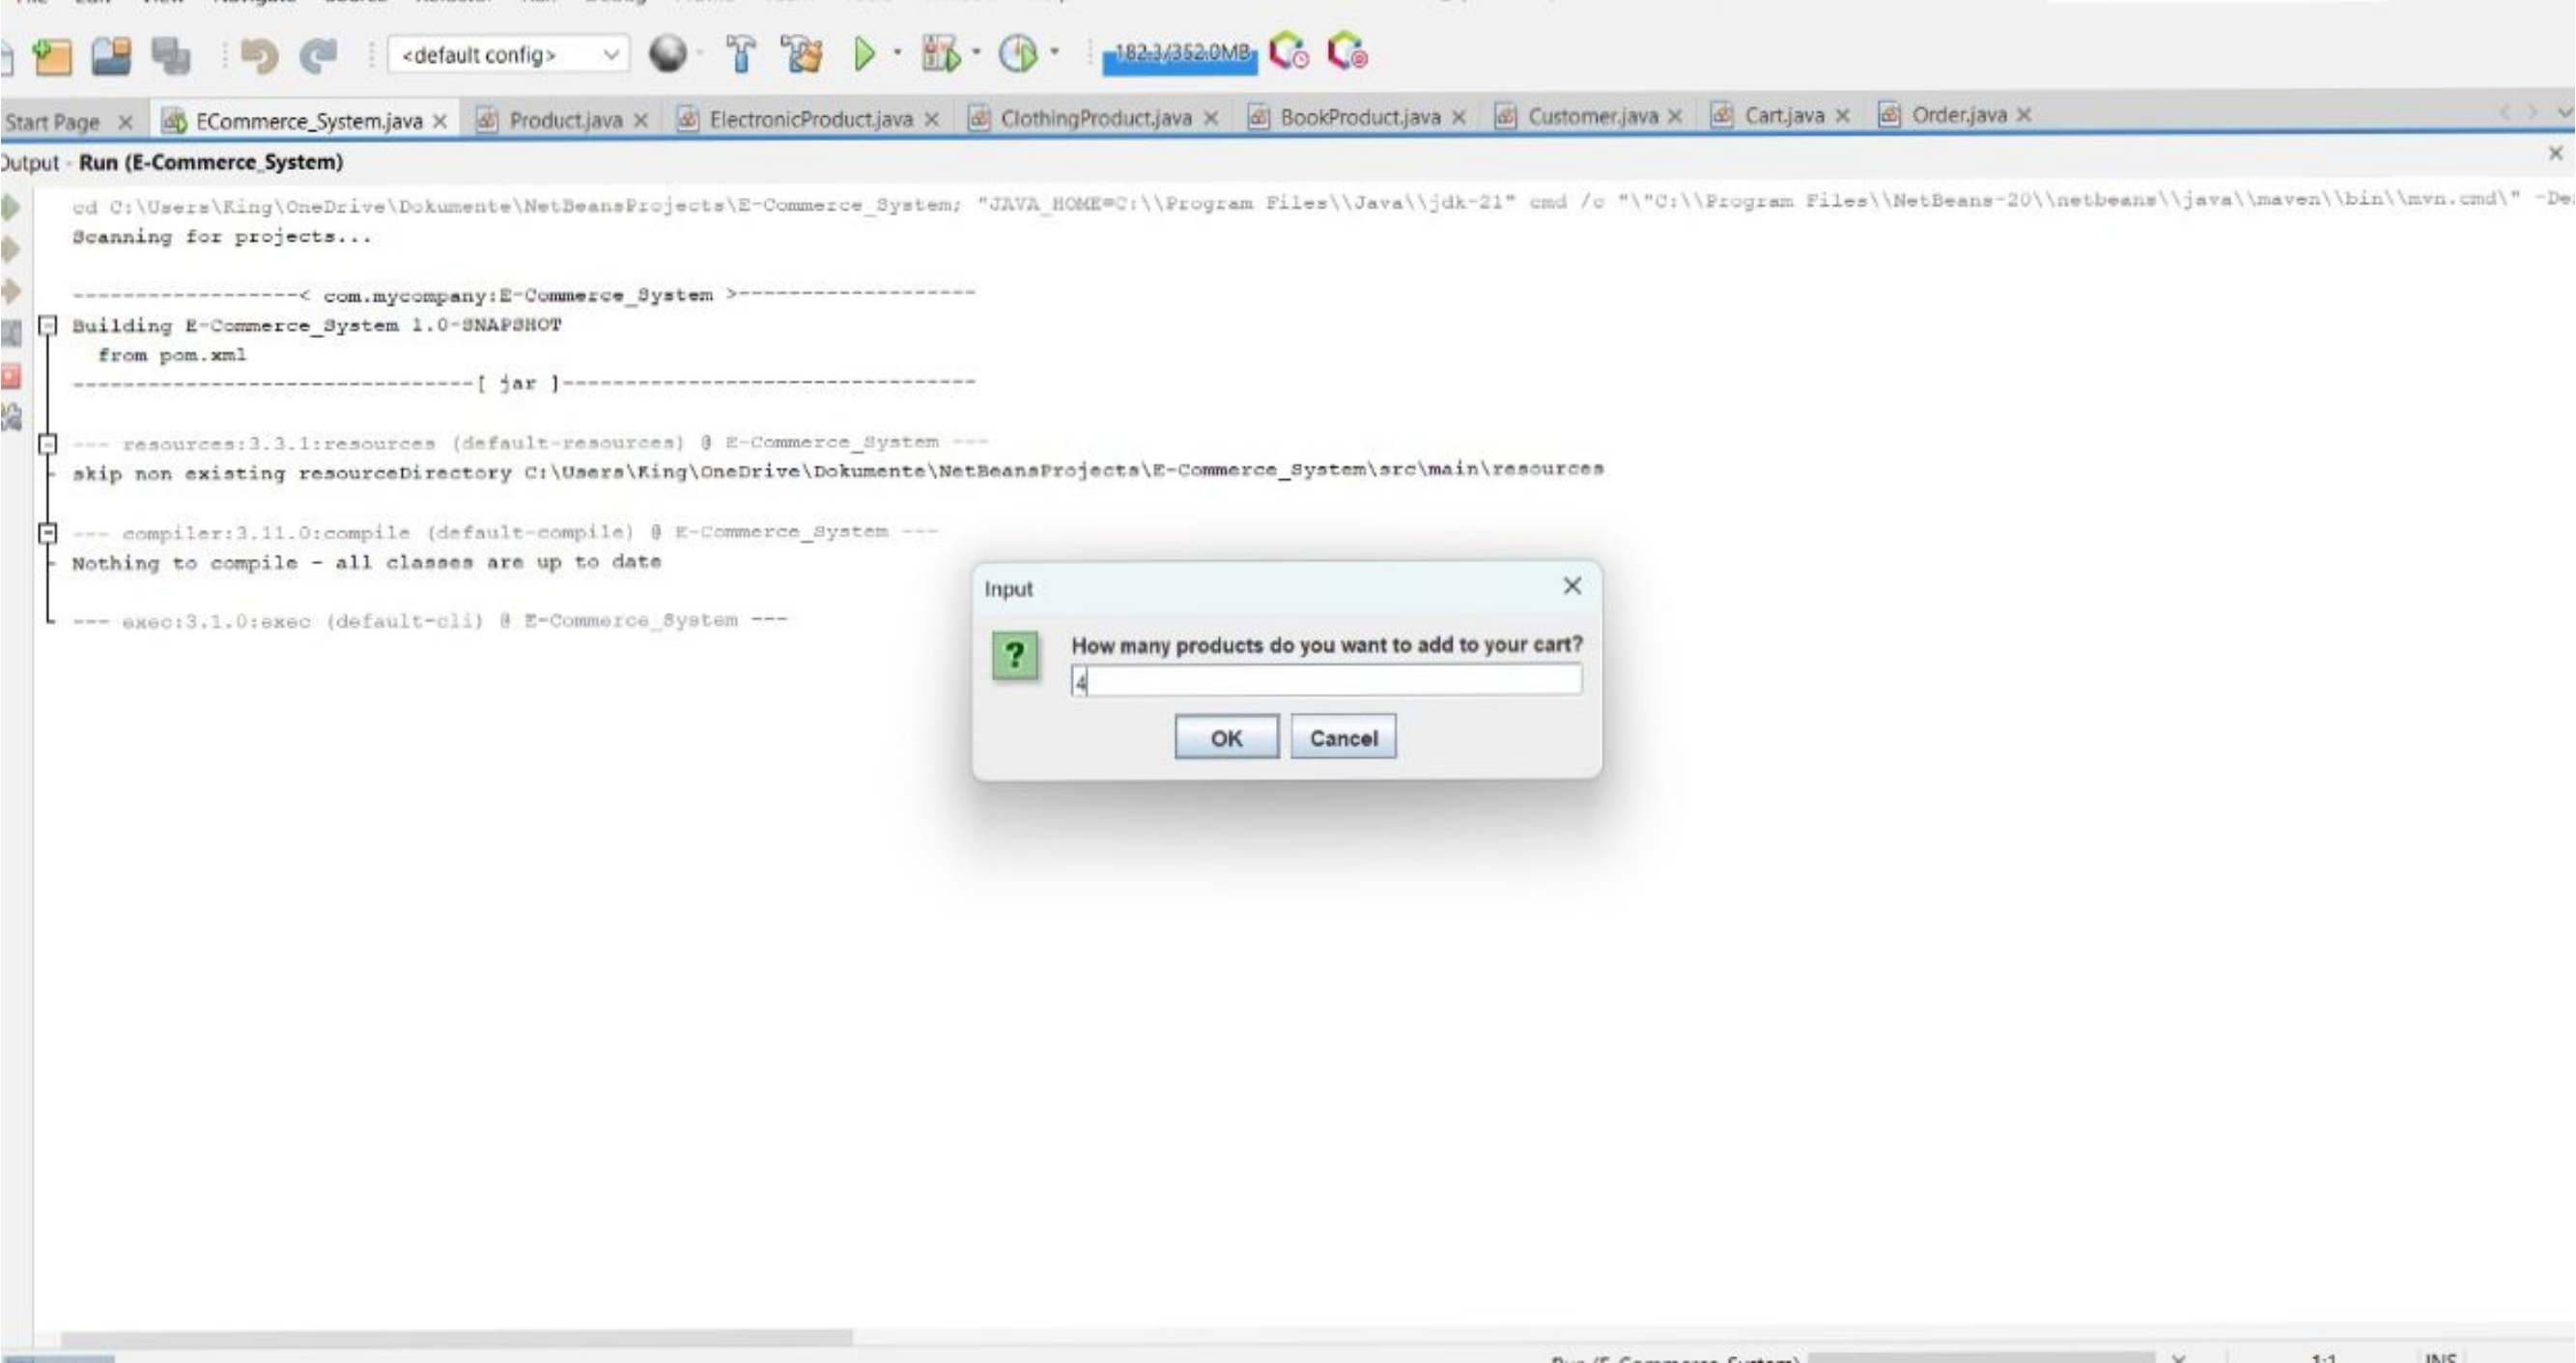 <default config>
182.3/352.0MB
Start Page
ECommerce_System.java
Product.java
ElectronicProduct.java
ClothingProduct.java
BookProduct.java
Customer.java
Cart.java
Order.java
Output - Run (E-Commerce_System)
cd C:\Users\King\OneDrive\Dokumente\NetBeansProjects\E-Commerce_System; "JAVA_HOME=C:\\Program Files\\Java\\jdk-21" cmd /c "\"C:\\Program Files\\NetBeans-20\\netbeans\\java\\maven\\bin\\mvn.cmd\" -De
Scanning for projects...
------------------< com.mycompany:E-Commerce_System >-------------------
Building E-Commerce_System 1.0-SNAPSHOT
from pom.xml
--------------------------------[ jar ]---------------------------------
--- resources:3.3.1:resources (default-resources) @ E-Commerce_System ---
skip non existing resourceDirectory C:\Users\King\OneDrive\Dokumente\NetBeansProjects\E-Commerce_System\src\main\resources
--- compiler:3.11.0:compile (default-compile) @ E-Commerce_System ---
Nothing to compile - all classes are up to date
--- exec:3.1.0:exec (default-cli) @ E-Commerce_System ---
Input
How many products do you want to add to your cart?
4
OK
Cancel
Run (E-Commerce_System)
1:1
INS